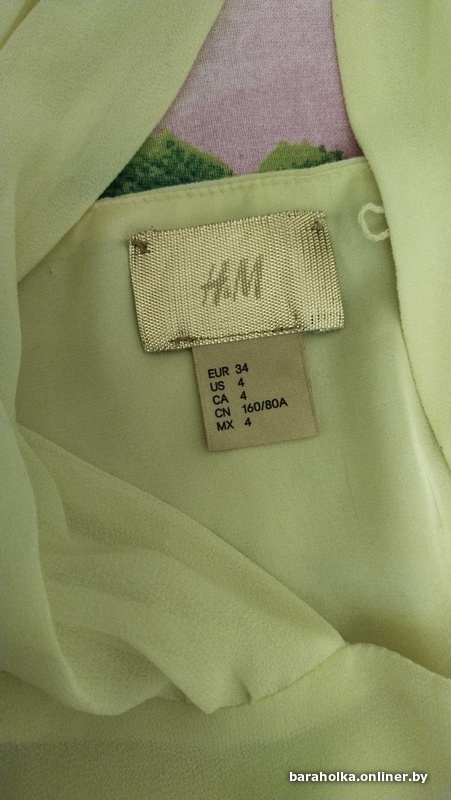 H&M
EUR 34
US 4
CA 4
CN 160/80A
MX 4
baraholka.onliner.by